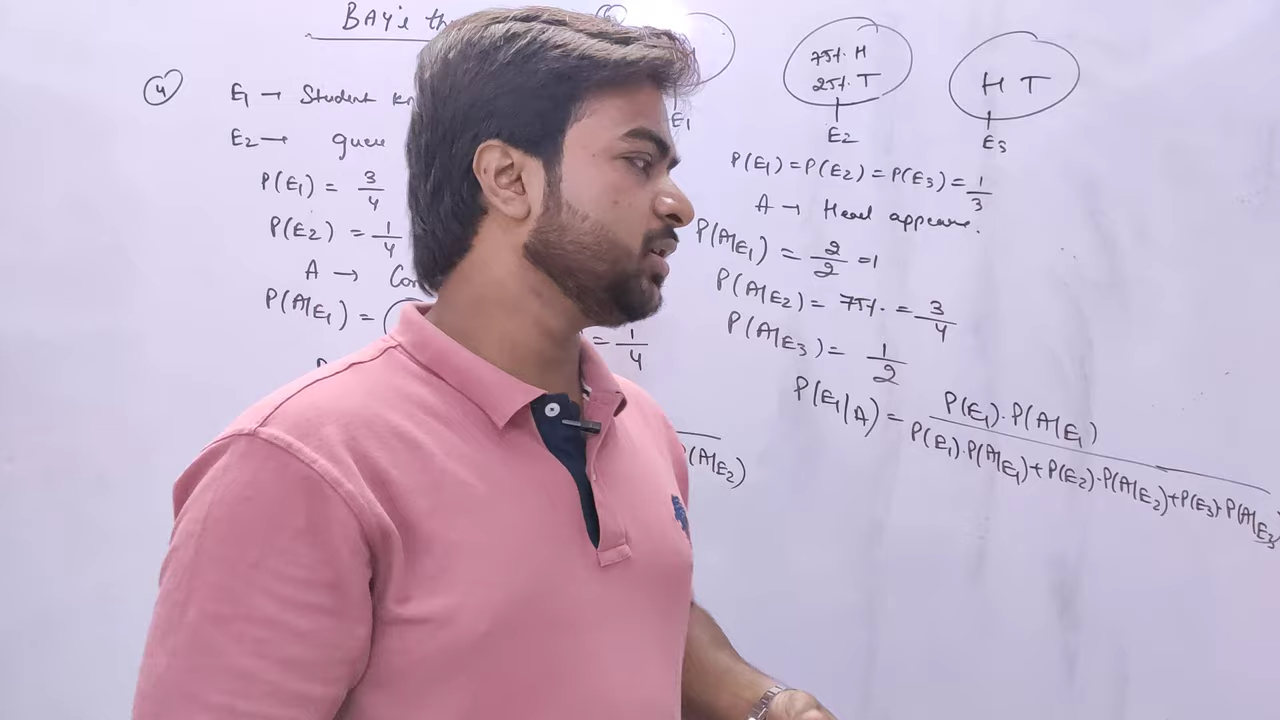 BAY's th
4
E1 → Student kn
E2 → guess
P(E1) = 3/4
P(E2) = 1/4
A → Con
P(A|E1) =
= 1/4
(A|E2)
E1
75% H
25% T
E2
H T
E3
P(E1) = P(E2) = P(E3) = 1/3
A → Head appears.
P(A|E1) = 2/2 = 1
P(A|E2) = 75% = 3/4
P(A|E3) = 1/2
P(E1|A) = P(E1)·P(A|E1)
P(E1)·P(A|E1) + P(E2)·P(A|E2) + P(E3)·P(A|E3